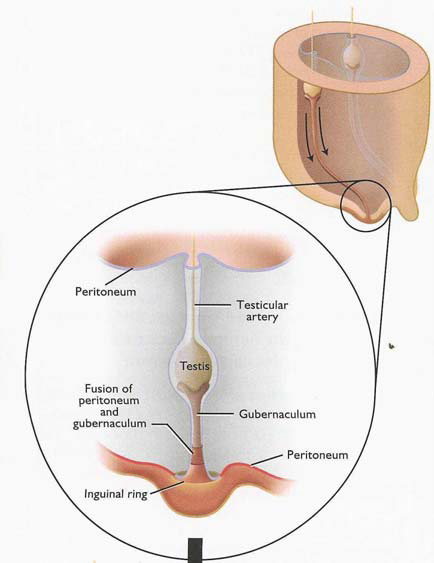 Peritoneum
Testicular
artery
Testis
Fusion of
peritoneum
and
gubernaculum
Gubernaculum
Peritoneum
Inguinal ring